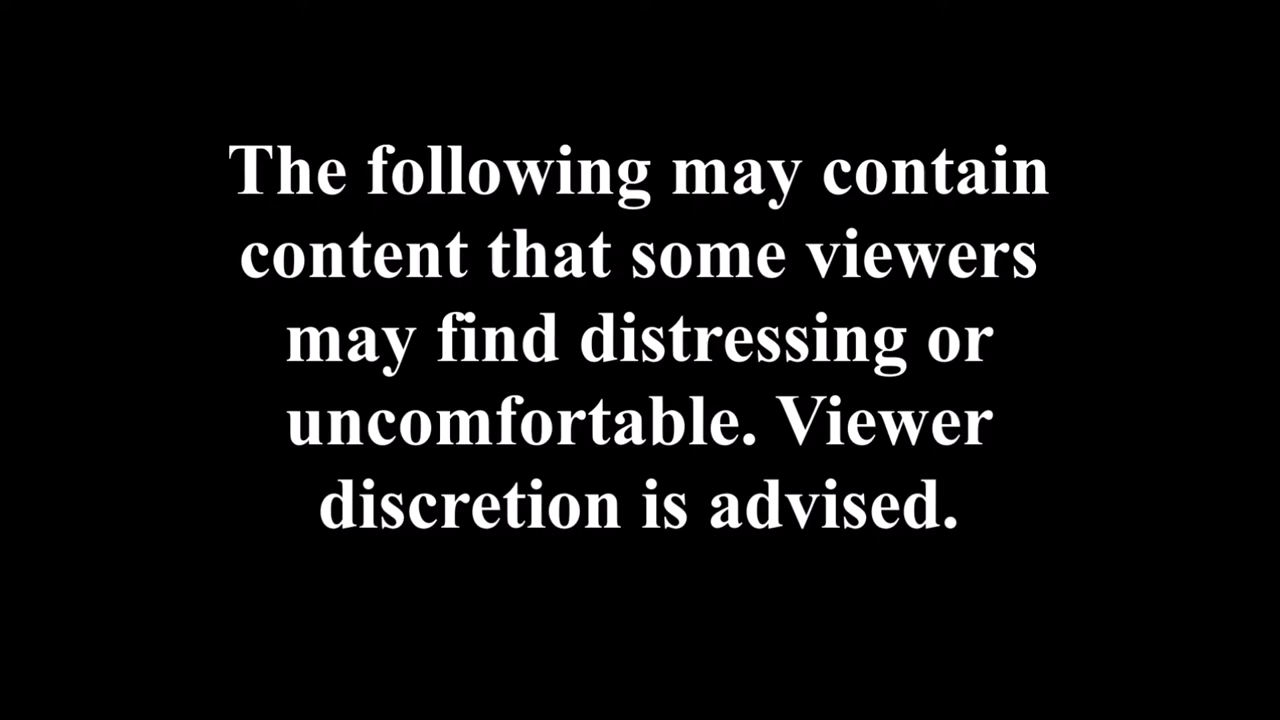 The following may contain
content that some viewers
may find distressing or
uncomfortable. Viewer
discretion is advised.